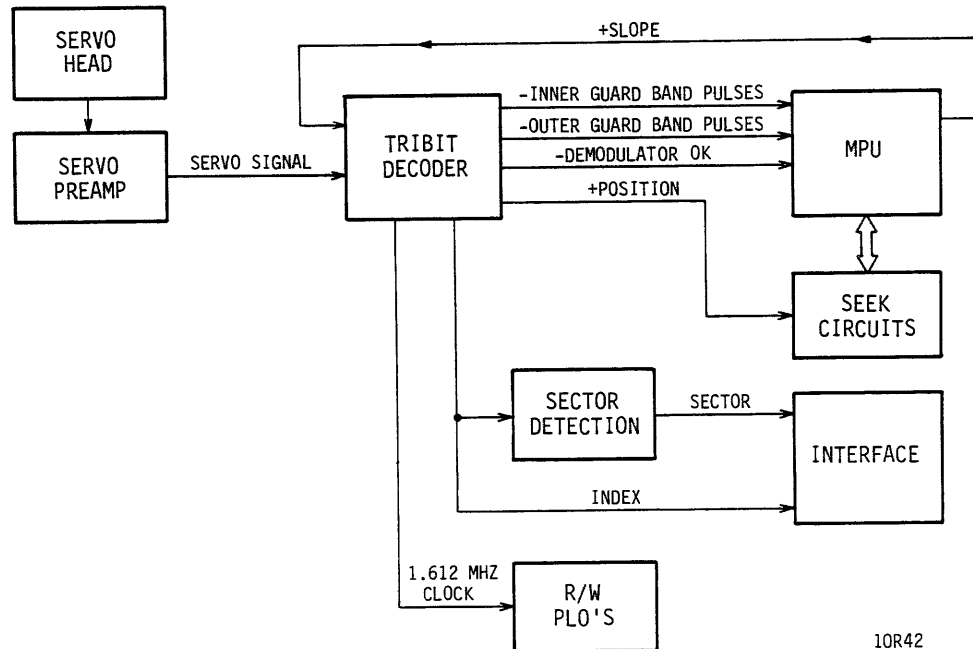 SERVO
HEAD
+SLOPE
-INNER GUARD BAND PULSES
-OUTER GUARD BAND PULSES
-DEMODULATOR OK
+POSITION
TRIBIT
DECODER
MPU
SERVO
PREAMP
SERVO SIGNAL
SEEK
CIRCUITS
SECTOR
DETECTION
SECTOR
INTERFACE
INDEX
1.612 MHZ
CLOCK
R/W
PLO'S
10R42